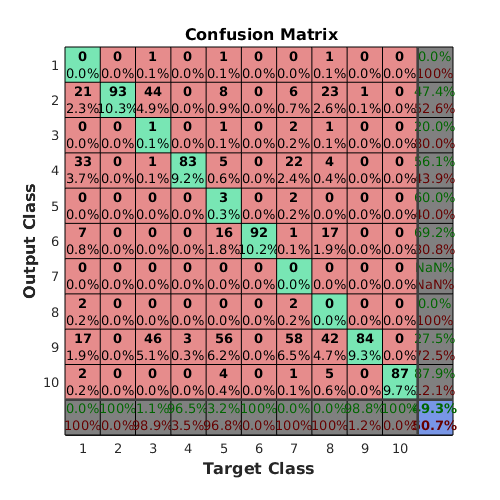 Confusion Matrix
0 0 1 0 1 0 0 1 0 0 0.0%
1
0.0% 0.0% 0.1% 0.0% 0.1% 0.0% 0.0% 0.1% 0.0% 0.0% 100%
21 93 44 0 8 0 6 23 1 0 47.4%
2
2.3% 10.3% 4.9% 0.0% 0.9% 0.0% 0.7% 2.6% 0.1% 0.0% 52.6%
0 0 1 0 1 0 2 1 0 0 20.0%
3
0.0% 0.0% 0.1% 0.0% 0.1% 0.0% 0.2% 0.1% 0.0% 0.0% 80.0%
33 0 1 83 5 0 22 4 0 0 56.1%
4
3.7% 0.0% 0.1% 9.2% 0.6% 0.0% 2.4% 0.4% 0.0% 0.0% 43.9%
0 0 0 0 3 0 2 0 0 0 60.0%
5
0.0% 0.0% 0.0% 0.0% 0.3% 0.0% 0.2% 0.0% 0.0% 0.0% 40.0%
7 0 0 0 16 92 1 17 0 0 69.2%
6
0.8% 0.0% 0.0% 0.0% 1.8% 10.2% 0.1% 1.9% 0.0% 0.0% 30.8%
0 0 0 0 0 0 0 0 0 0 NaN%
7
0.0% 0.0% 0.0% 0.0% 0.0% 0.0% 0.0% 0.0% 0.0% 0.0% NaN%
2 0 0 0 0 0 2 0 0 0 0.0%
8
0.2% 0.0% 0.0% 0.0% 0.0% 0.0% 0.2% 0.0% 0.0% 0.0% 100%
17 0 46 3 56 0 58 42 84 0 27.5%
9
1.9% 0.0% 5.1% 0.3% 6.2% 0.0% 6.5% 4.7% 9.3% 0.0% 72.5%
2 0 0 0 4 0 1 5 0 87 87.9%
10
0.2% 0.0% 0.0% 0.0% 0.4% 0.0% 0.1% 0.6% 0.0% 9.7% 12.1%
0.0% 100% 1.1% 96.5% 3.2% 100% 0.0% 0.0% 98.8% 100% 49.3%
100% 0.0% 98.9% 3.5% 96.8% 0.0% 100% 100% 1.2% 0.0% 50.7%
1 2 3 4 5 6 7 8 9 10
Target Class
Output Class